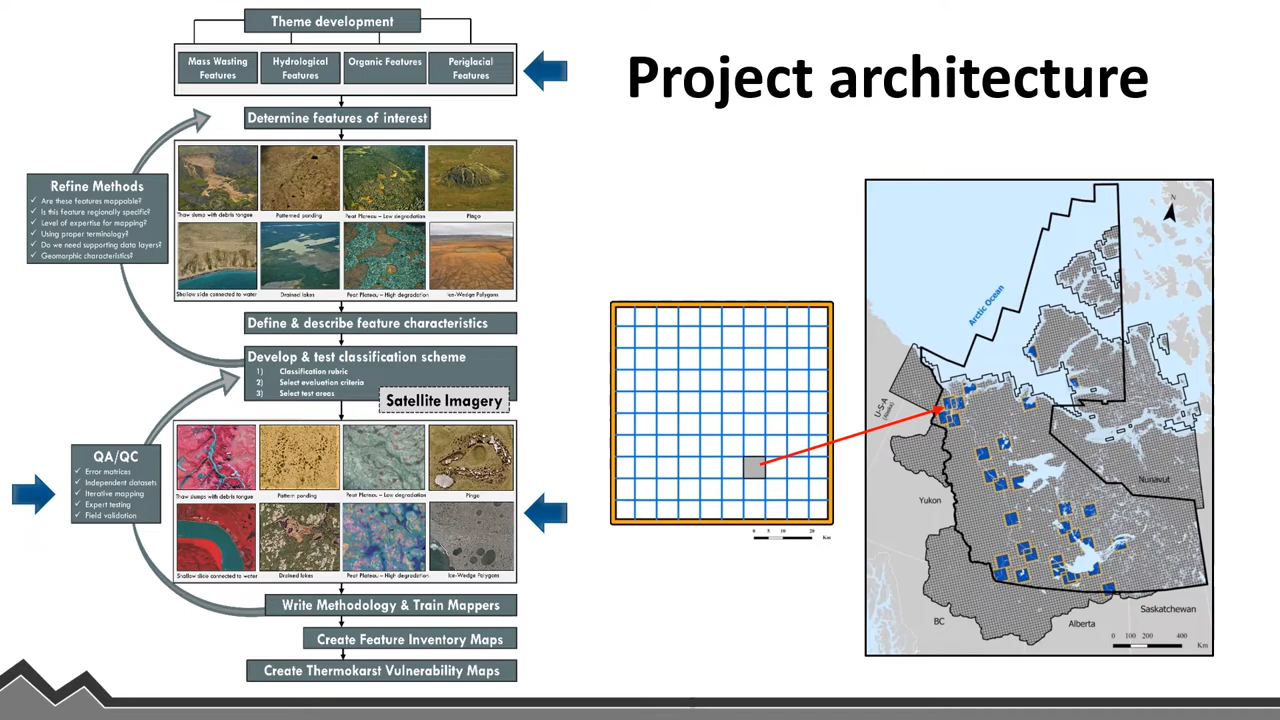 Project architecture
Theme development
Mass Wasting
Features
Hydrological
Features
Organic Features
Periglacial
Features
Determine features of interest
Thaw slump with debris tongue
Patterned ponding
Peat Plateau – Low degradation
Pingo
Shallow slide connected to water
Drained lakes
Peat Plateau – High degradation
Ice-Wedge Polygons
Refine Methods
✓ Are these features mappable?
✓ Is this feature regionally specific?
✓ Level of expertise for mapping?
✓ Using proper terminology?
✓ Do we need supporting data layers?
✓ Geomorphic characteristics?
Define & describe feature characteristics
Develop & test classification scheme
1) Classification rubric
2) Select evaluation criteria
3) Select test areas
Satellite Imagery
Thaw slumps with debris tongue
Pattern ponding
Peat Plateau – Low degradation
Pingo
Shallow slide connected to water
Drained lakes
Peat Plateau – High degradation
Ice-Wedge Polygons
QA/QC
✓ Error matrices
✓ Independent datasets
✓ Iterative mapping
✓ Expert testing
✓ Field validation
Write Methodology & Train Mappers
Create Feature Inventory Maps
Create Thermokarst Vulnerability Maps
0 5 10 20
Km
N
Arctic Ocean
U-S-A
(Alaska)
Yukon
Nunavut
BC
Alberta
Saskatchewan
0 100 200 400
Km